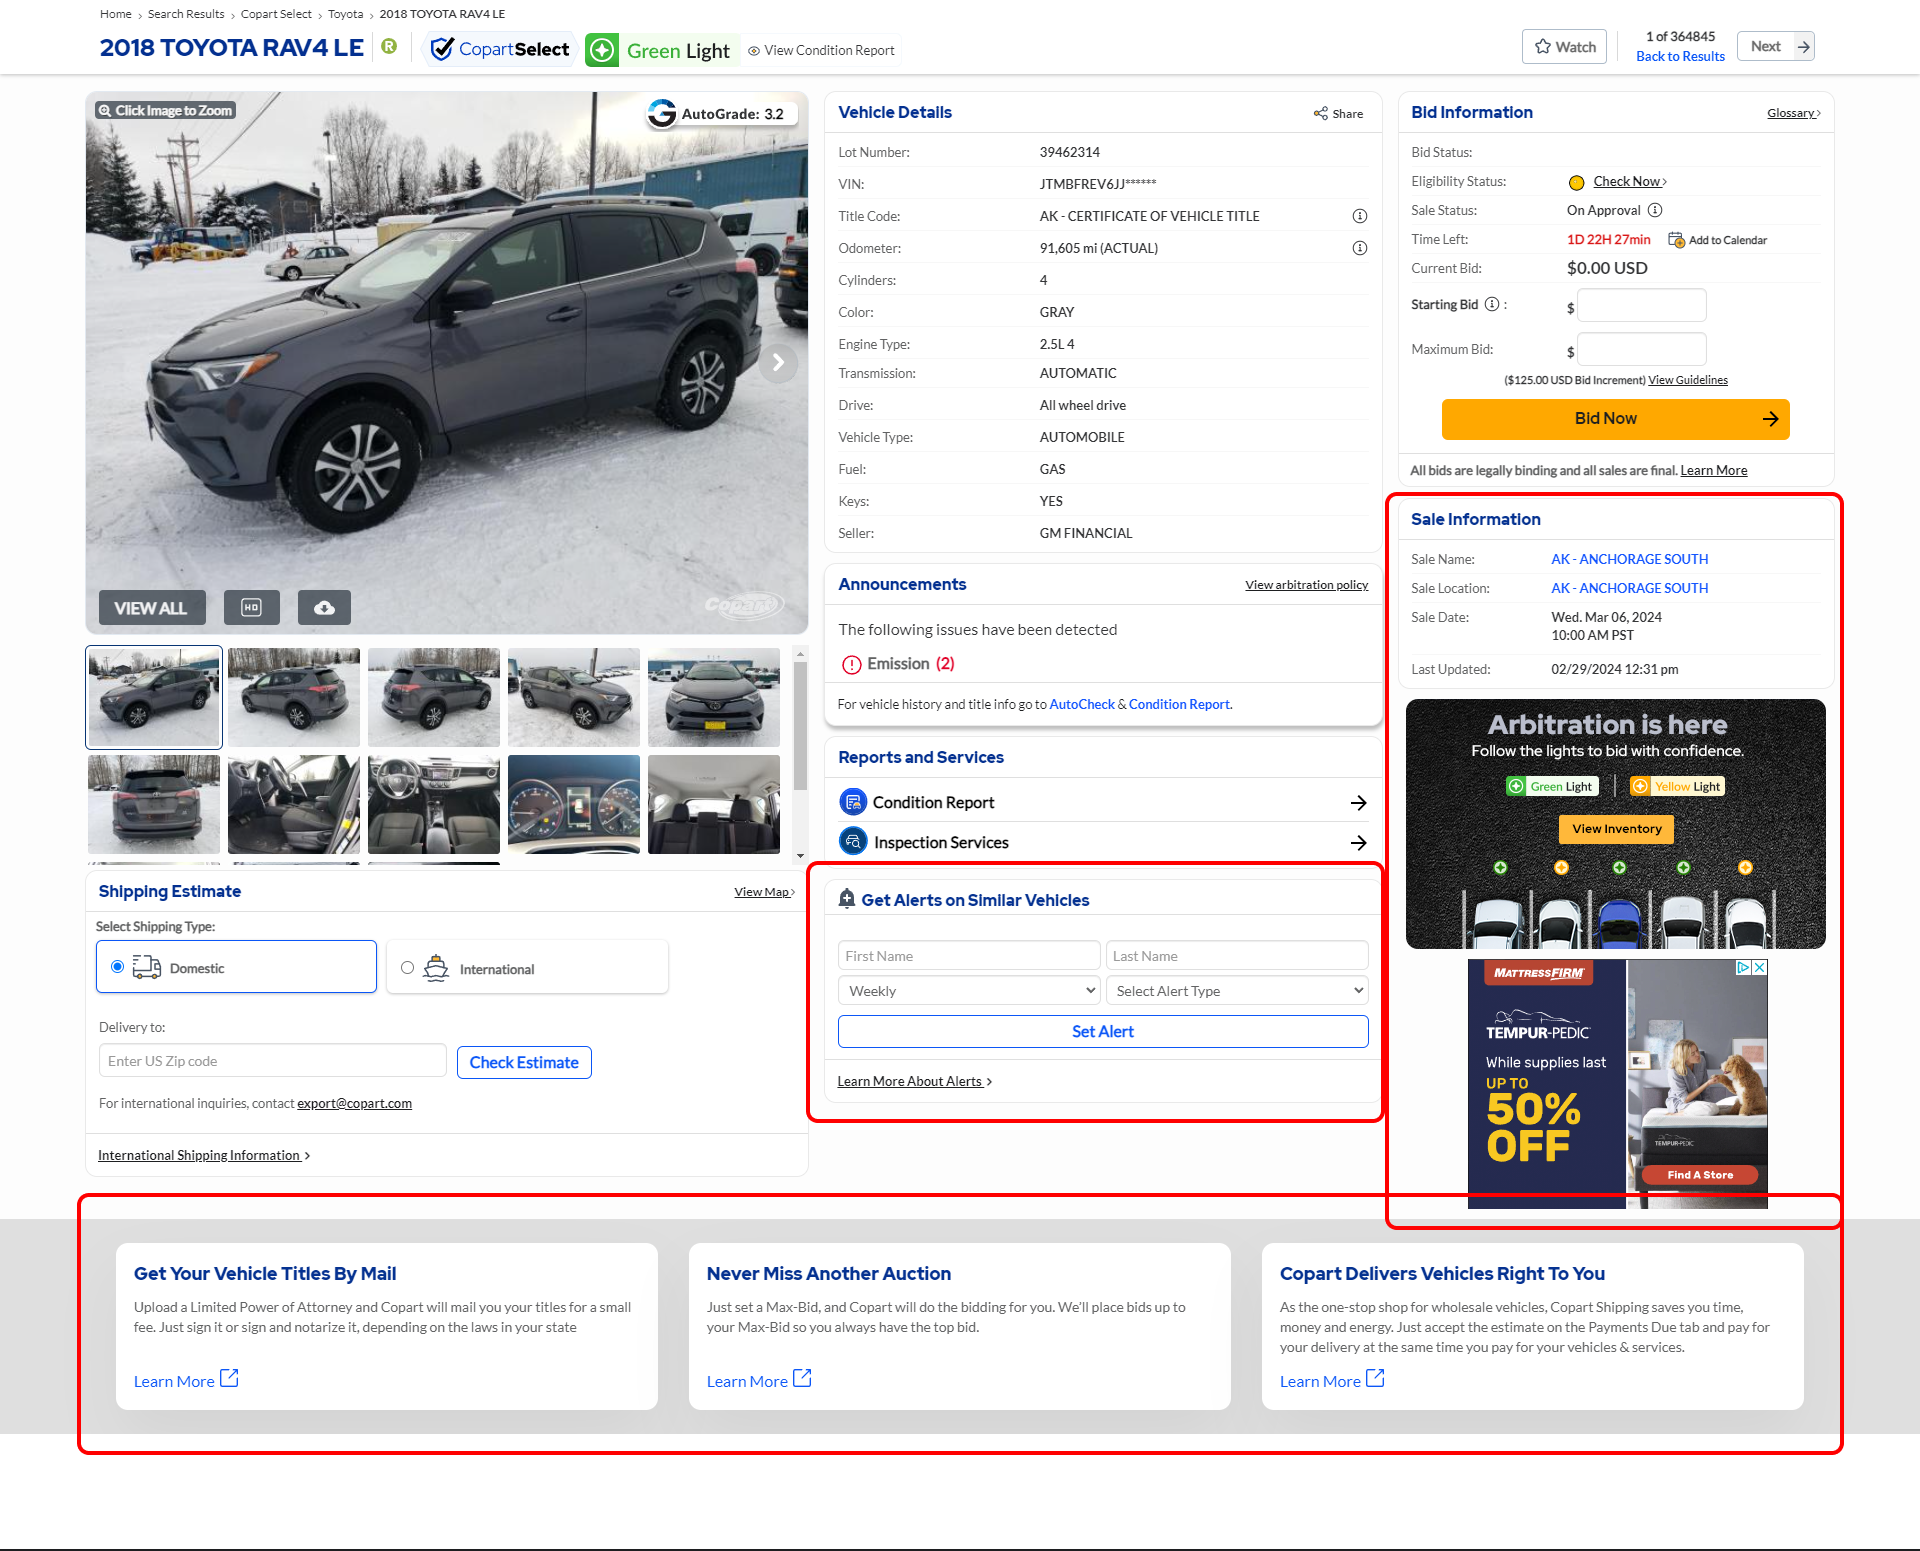 Home › Search Results › Copart Select › Toyota › 2018 TOYOTA RAV4 LE
2018 TOYOTA RAV4 LE
R
CopartSelect
Green Light
View Condition Report
Watch
1 of 364845
Back to Results
Next
Click Image to Zoom
AutoGrade: 3.2
VIEW ALL
HD
Copart
Shipping Estimate
View Map
Select Shipping Type:
Domestic
International
Delivery to:
Enter US Zip code
Check Estimate
For international inquiries, contact export@copart.com
International Shipping Information
Vehicle Details
Share
Lot Number: 39462314
VIN: JTMBFREV6JJ******
Title Code: AK - CERTIFICATE OF VEHICLE TITLE
Odometer: 91,605 mi (ACTUAL)
Cylinders: 4
Color: GRAY
Engine Type: 2.5L 4
Transmission: AUTOMATIC
Drive: All wheel drive
Vehicle Type: AUTOMOBILE
Fuel: GAS
Keys: YES
Seller: GM FINANCIAL
Announcements
View arbitration policy
The following issues have been detected
Emission (2)
For vehicle history and title info go to AutoCheck & Condition Report.
Reports and Services
Condition Report
Inspection Services
Get Alerts on Similar Vehicles
First Name
Last Name
Weekly
Select Alert Type
Set Alert
Learn More About Alerts
Bid Information
Glossary
Bid Status:
Eligibility Status: Check Now
Sale Status: On Approval
Time Left: 1D 22H 27min Add to Calendar
Current Bid: $0.00 USD
Starting Bid : $
Maximum Bid: $
($125.00 USD Bid Increment) View Guidelines
Bid Now
All bids are legally binding and all sales are final. Learn More
Sale Information
Sale Name: AK - ANCHORAGE SOUTH
Sale Location: AK - ANCHORAGE SOUTH
Sale Date: Wed. Mar 06, 2024
10:00 AM PST
Last Updated: 02/29/2024 12:31 pm
Arbitration is here
Follow the lights to bid with confidence.
Green Light
Yellow Light
View Inventory
MATTRESSFIRM
TEMPUR-PEDIC
While supplies last
UP TO
50%
OFF
TEMPUR-PEDIC
Find A Store
Get Your Vehicle Titles By Mail
Upload a Limited Power of Attorney and Copart will mail you your titles for a small
fee. Just sign it or sign and notarize it, depending on the laws in your state
Learn More
Never Miss Another Auction
Just set a Max-Bid, and Copart will do the bidding for you. We'll place bids up to
your Max-Bid so you always have the top bid.
Learn More
Copart Delivers Vehicles Right To You
As the one-stop shop for wholesale vehicles, Copart Shipping saves you time,
money and energy. Just accept the estimate on the Payments Due tab and pay for
your delivery at the same time you pay for your vehicles & services.
Learn More